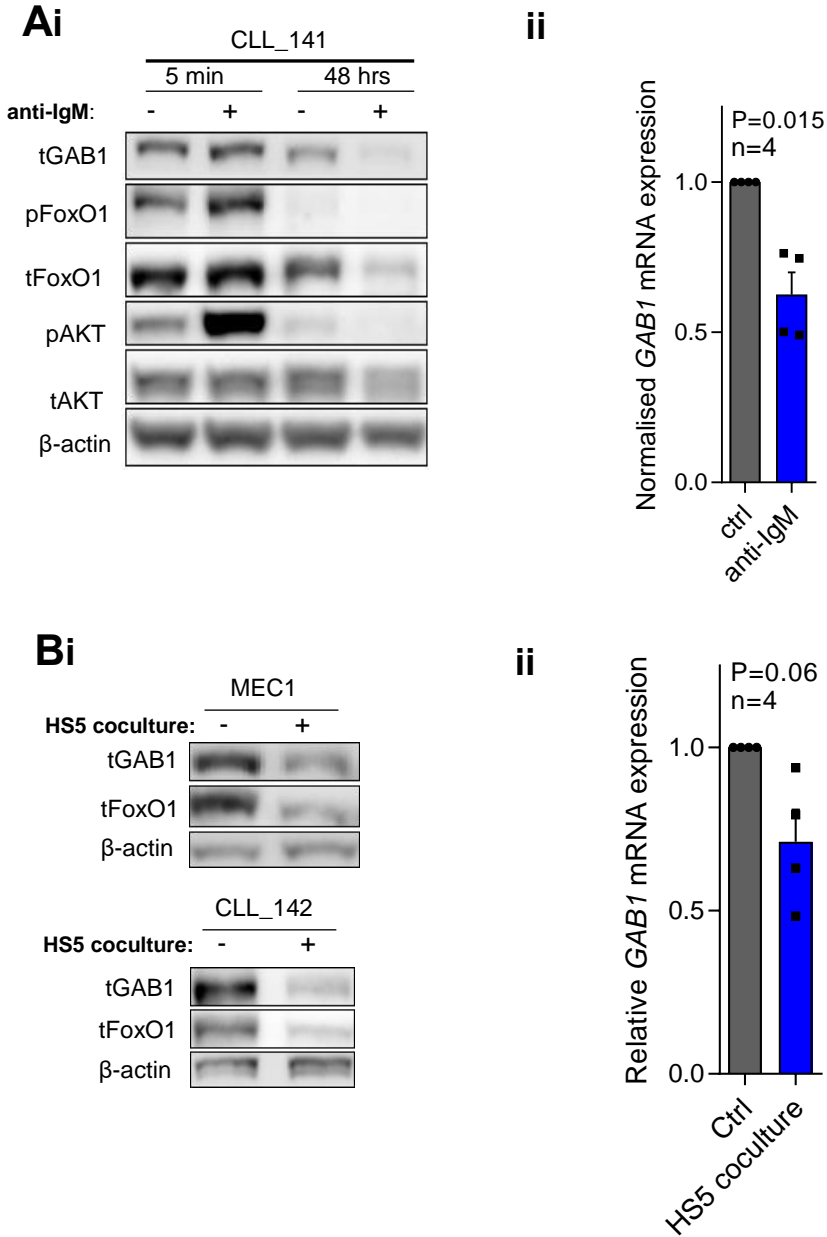 Ai
CLL_141
5 min 48 hrs
anti-IgM: - + - +
tGAB1
pFoxO1
tFoxO1
pAKT
tAKT
β-actin
ii
Normalised GAB1 mRNA expression
P=0.015
n=4
1.0
0.5
0.0
ctrl
anti-IgM
Bi
MEC1
HS5 coculture: - +
tGAB1
tFoxO1
β-actin
CLL_142
HS5 coculture: - +
tGAB1
tFoxO1
β-actin
ii
Relative GAB1 mRNA expression
P=0.06
n=4
1.0
0.5
0.0
Ctrl
HS5 coculture